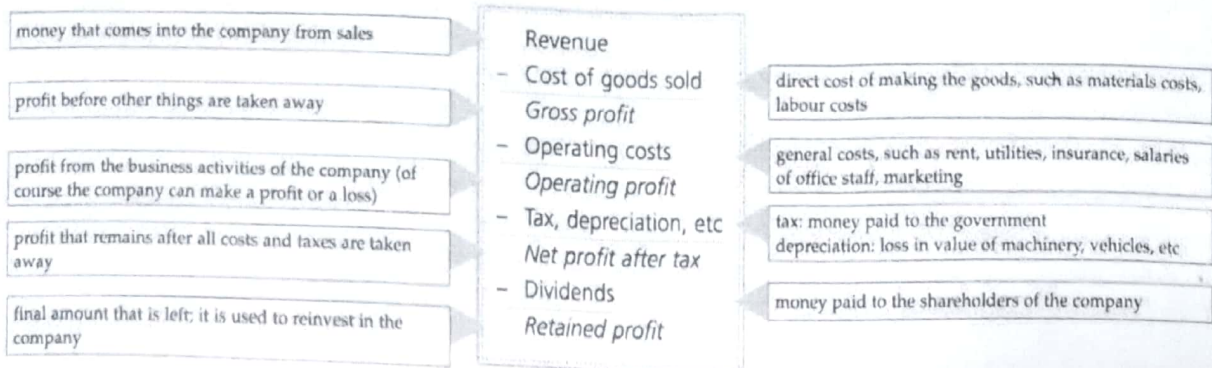 money that comes into the company from sales
profit before other things are taken away
profit from the business activities of the company (of
course the company can make a profit or a loss)
profit that remains after all costs and taxes are taken
away
final amount that is left; it is used to reinvest in the
company
Revenue
– Cost of goods sold
Gross profit
– Operating costs
Operating profit
– Tax, depreciation, etc
Net profit after tax
– Dividends
Retained profit
direct cost of making the goods, such as materials costs,
labour costs
general costs, such as rent, utilities, insurance, salaries
of office staff, marketing
tax: money paid to the government
depreciation: loss in value of machinery, vehicles, etc
money paid to the shareholders of the company